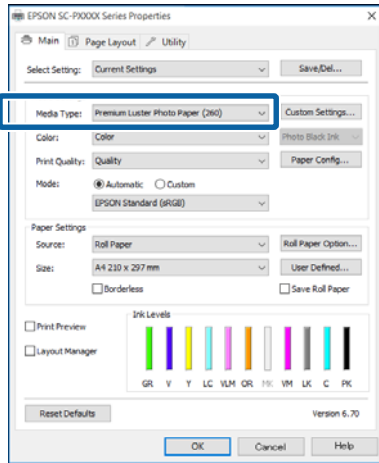 EPSON SC-PXXXX Series Properties
Main Page Layout Utility
Select Setting: Current Settings Save/Del...
Media Type: Premium Luster Photo Paper (260) Custom Settings...
Color: Color Photo Black Ink
Print Quality: Quality Paper Config...
Mode: Automatic Custom
EPSON Standard (sRGB)
Paper Settings
Source: Roll Paper Roll Paper Option...
Size: A4 210 x 297 mm User Defined...
Borderless Save Roll Paper
Ink Levels
Print Preview
Layout Manager
GR V Y LC VLM OR MK VM LK C PK
Reset Defaults Version 6.70
OK Cancel Help